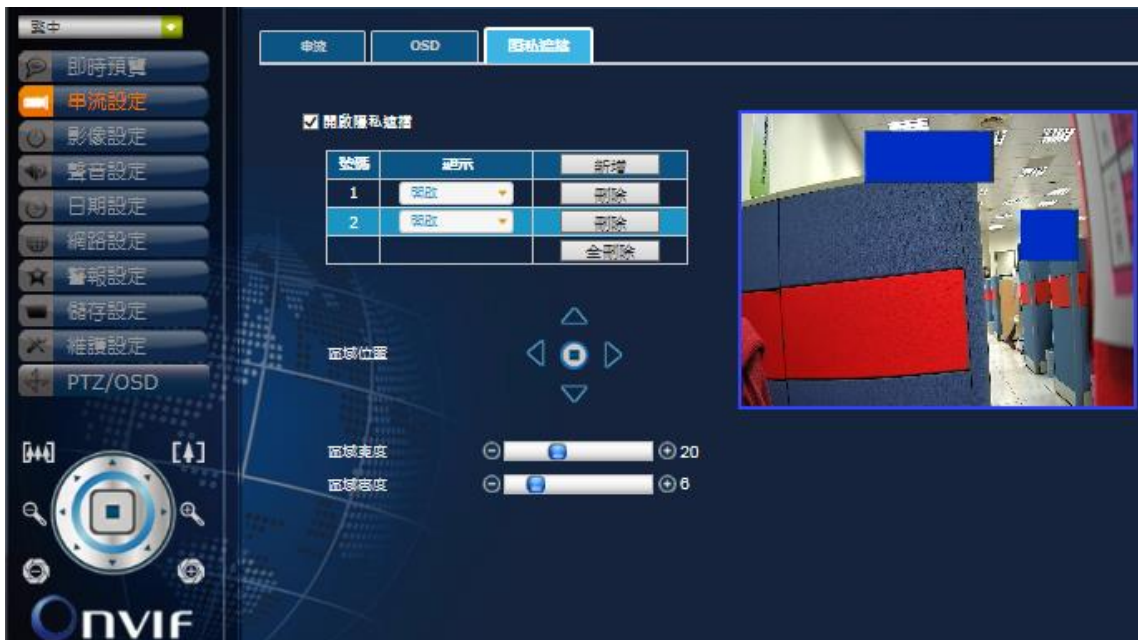 繁中
即時預覽
串流設定
影像設定
聲音設定
日期設定
網路設定
警報設定
儲存設定
維護設定
PTZ/OSD
ONVIF
串流 OSD 隱私遮擋
開啟隱私遮擋
號碼 顯示 新增
1 開啟 刪除
2 開啟 刪除
全刪除
區域位置
區域寬度 20
區域高度 6